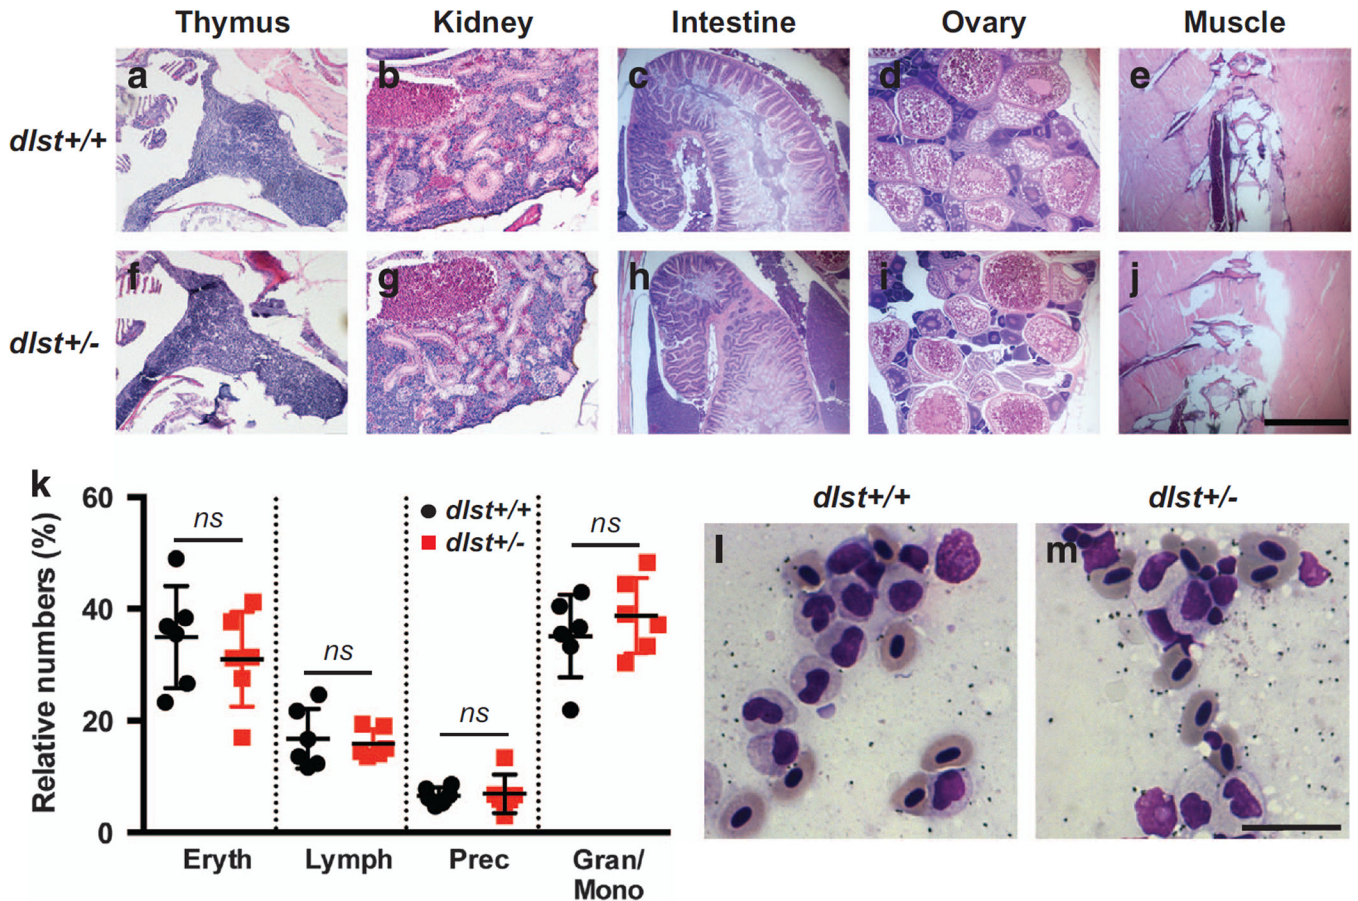 Thymus Kidney Intestine Ovary Muscle
dlst+/+
a b c d e
dlst+/-
f g h i j
k
Relative numbers (%)
60
40
20
0
ns
ns
ns
ns
dlst+/+
dlst+/-
Eryth Lymph Prec Gran/
Mono
dlst+/+ dlst+/-
l m